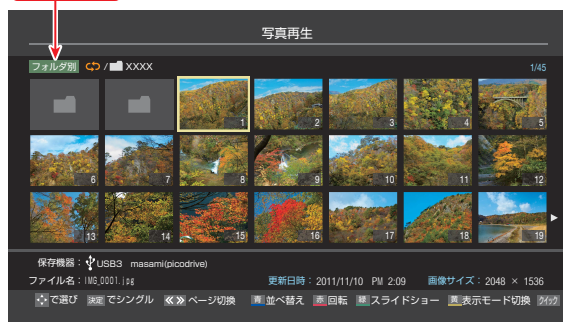 写真再生
フォルダ別 / XXXX 1/45
1 2 3 4 5
6 7 8 9 10 11 12
13 14 15 16 17 18 19
保存機器： USB3 masami(picodrive)
ファイル名：IMG_0001.jpg 更新日時：2011/11/10 PM 2:09 画像サイズ：2048 × 1536
で選び 決定 でシングル ページ切換 青 並べ替え 赤 回転 緑 スライドショー 黄 表示モード切換 クイック